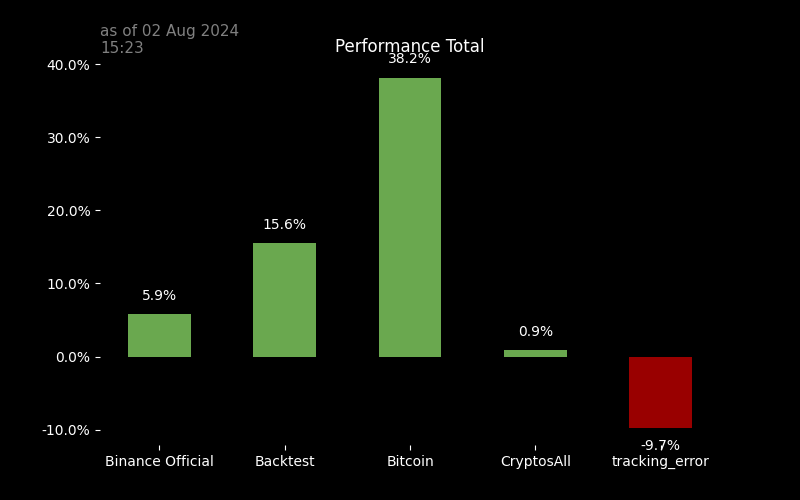 as of 02 Aug 2024
15:23
Performance Total
40.0%
30.0%
20.0%
10.0%
0.0%
-10.0%
5.9%
15.6%
38.2%
0.9%
-9.7%
Binance Official
Backtest
Bitcoin
CryptosAll
tracking_error